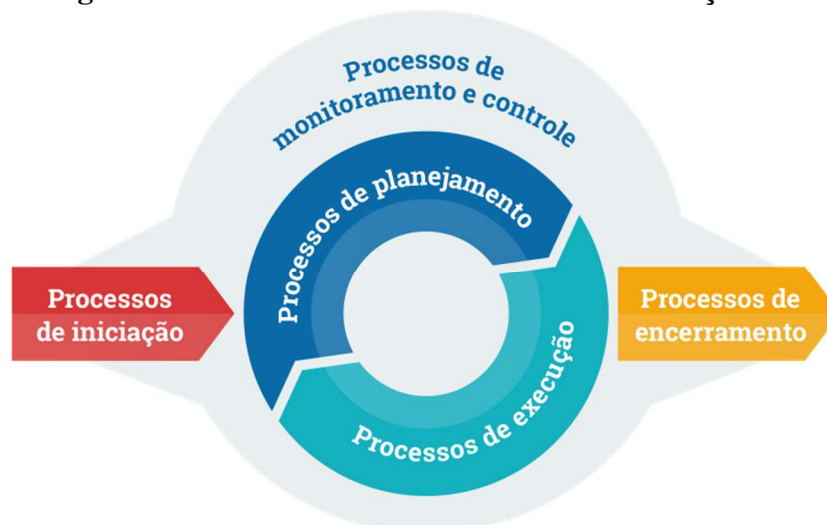 Processos de
monitoramento e controle
Processos de planejamento
Processos
de iniciação
Processos de
encerramento
Processos de execução